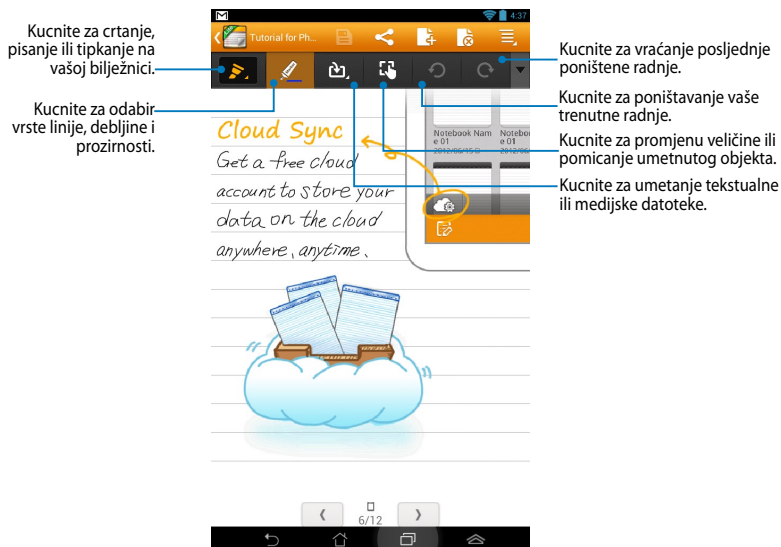 Kucnite za crtanje,
pisanje ili tipkanje na
vašoj bilježnici.
Kucnite za odabir
vrste linije, debljine i
prozirnosti.
4:37
Tutorial for Ph...
Cloud Sync
Get a free cloud
account to store your
data on the cloud
anywhere, anytime.
Notebook Nam
e 01
Notebo
e 01
6/12
Kucnite za vraćanje posljednje
poništene radnje.
Kucnite za poništavanje vaše
trenutne radnje.
Kucnite za promjenu veličine ili
pomicanje umetnutog objekta.
Kucnite za umetanje tekstualne
ili medijske datoteke.